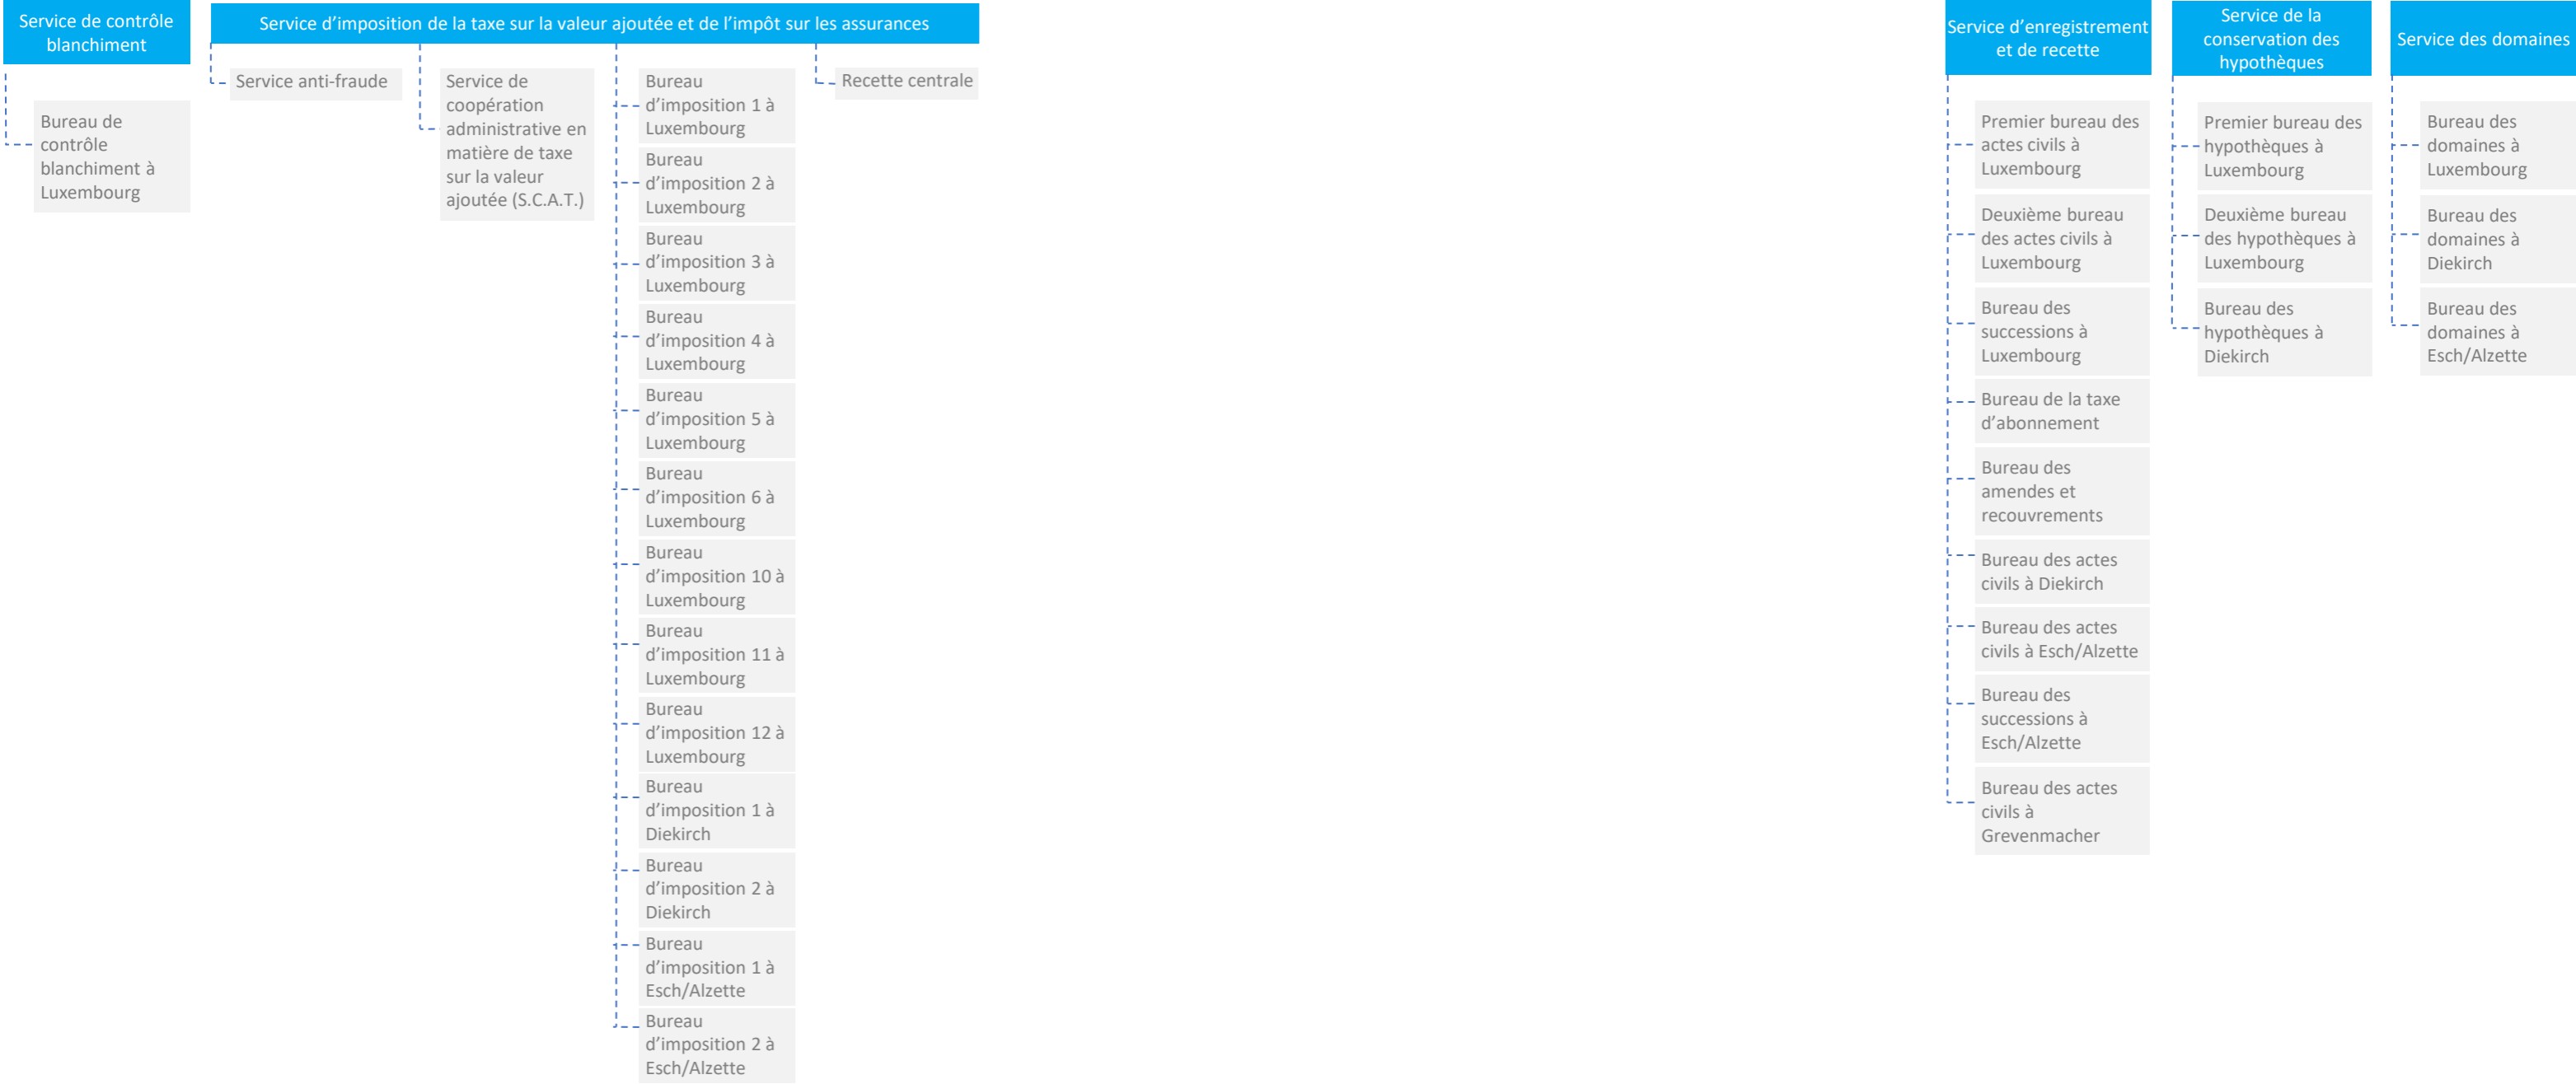 Service de contrôle
blanchiment
Bureau de
contrôle
blanchiment à
Luxembourg
Service d’imposition de la taxe sur la valeur ajoutée et de l’impôt sur les assurances
Service anti-fraude
Service de
coopération
administrative en
matière de taxe
sur la valeur
ajoutée (S.C.A.T.)
Bureau
d’imposition 1 à
Luxembourg
Bureau
d’imposition 2 à
Luxembourg
Bureau
d’imposition 3 à
Luxembourg
Bureau
d’imposition 4 à
Luxembourg
Bureau
d’imposition 5 à
Luxembourg
Bureau
d’imposition 6 à
Luxembourg
Bureau
d’imposition 10 à
Luxembourg
Bureau
d’imposition 11 à
Luxembourg
Bureau
d’imposition 12 à
Luxembourg
Bureau
d’imposition 1 à
Diekirch
Bureau
d’imposition 2 à
Diekirch
Bureau
d’imposition 1 à
Esch/Alzette
Bureau
d’imposition 2 à
Esch/Alzette
Recette centrale
Service d’enregistrement
et de recette
Premier bureau des
actes civils à
Luxembourg
Deuxième bureau
des actes civils à
Luxembourg
Bureau des
successions à
Luxembourg
Bureau de la taxe
d’abonnement
Bureau des
amendes et
recouvrements
Bureau des actes
civils à Diekirch
Bureau des actes
civils à Esch/Alzette
Bureau des
successions à
Esch/Alzette
Bureau des actes
civils à
Grevenmacher
Service de la
conservation des
hypothèques
Premier bureau des
hypothèques à
Luxembourg
Deuxième bureau
des hypothèques à
Luxembourg
Bureau des
hypothèques à
Diekirch
Service des domaines
Bureau des
domaines à
Luxembourg
Bureau des
domaines à
Diekirch
Bureau des
domaines à
Esch/Alzette